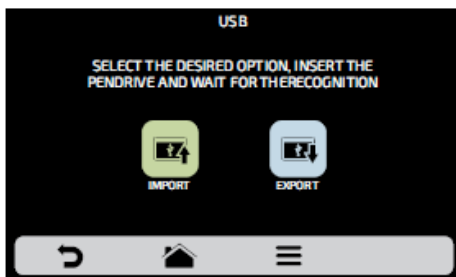 USB
SELECT THE DESIRED OPTION, INSERT THE
PENDRIVE AND WAIT FOR THERECOGNITION
IMPORT
EXPORT